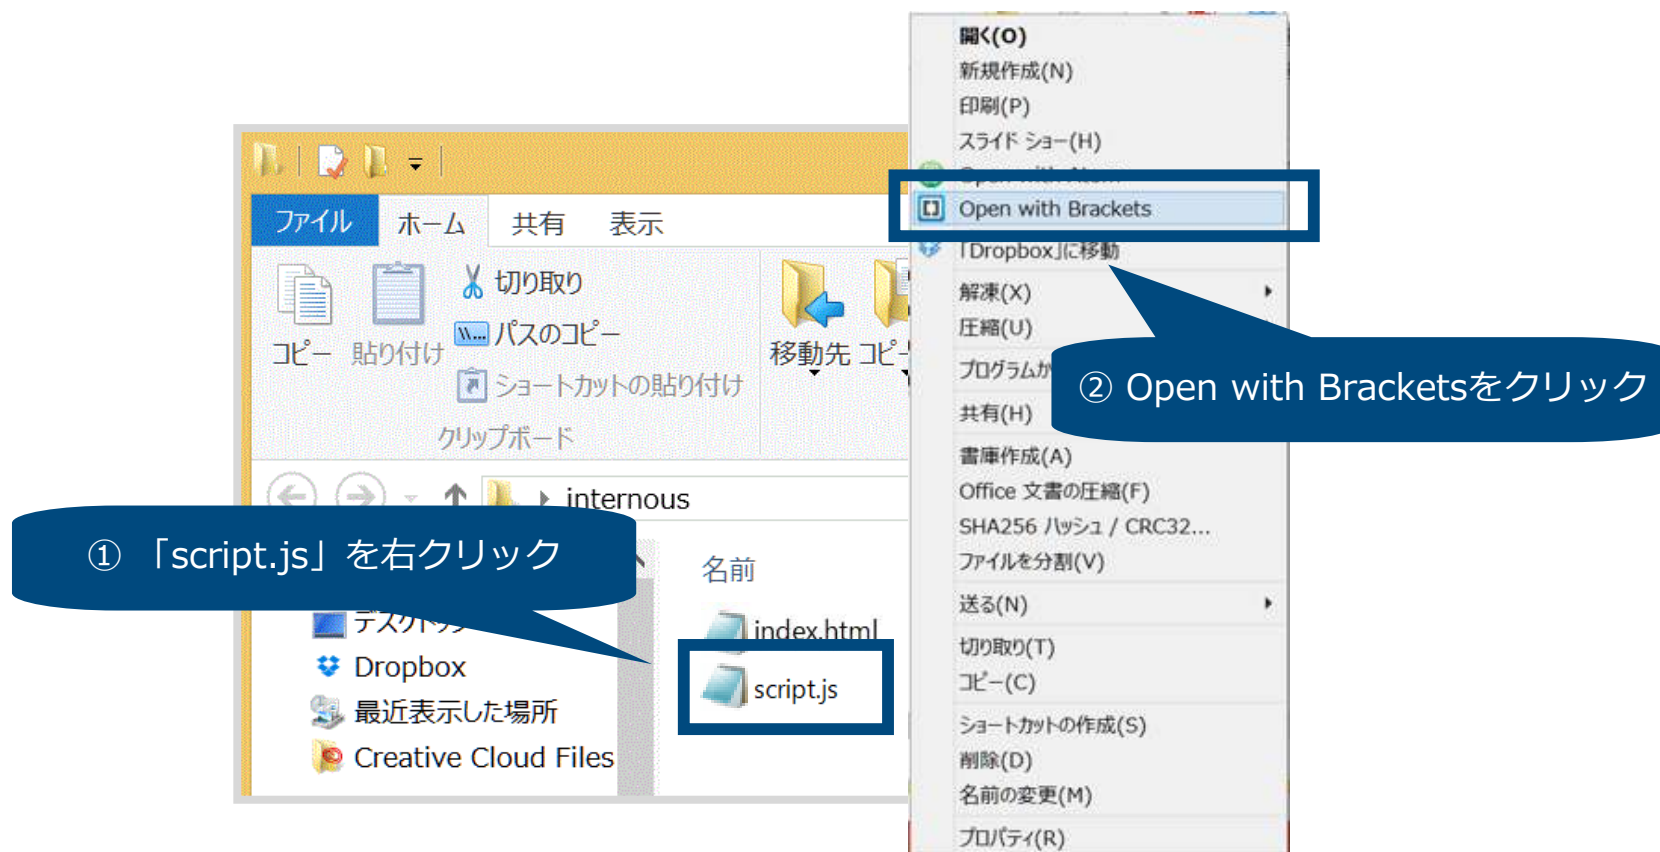 ファイル ホーム 共有 表示
コピー
貼り付け
切り取り
パスのコピー
ショートカットの貼り付け
クリップボード
移動先
internous
① 「script.js」を右クリック
Dropbox
最近表示した場所
Creative Cloud Files
名前
index.html
script.js
開く(O)
新規作成(N)
印刷(P)
スライド ショー(H)
Open with Brackets
「Dropbox」に移動
解凍(X)
圧縮(U)
プログラムか
共有(H)
② Open with Bracketsをクリック
書庫作成(A)
Office 文書の圧縮(F)
SHA256 ハッシュ / CRC32...
ファイルを分割(V)
送る(N)
切り取り(T)
コピー(C)
ショートカットの作成(S)
削除(D)
名前の変更(M)
プロパティ(R)